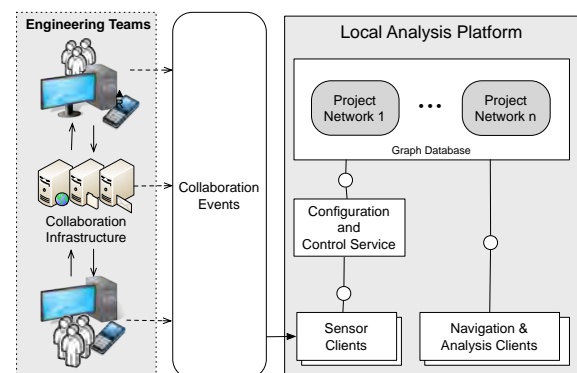 Engineering Teams
Collaboration
Infrastructure
Collaboration
Events
Local Analysis Platform
Project
Network 1
...
Project
Network n
Graph Database
Configuration
and
Control Service
Sensor
Clients
Navigation &
Analysis Clients